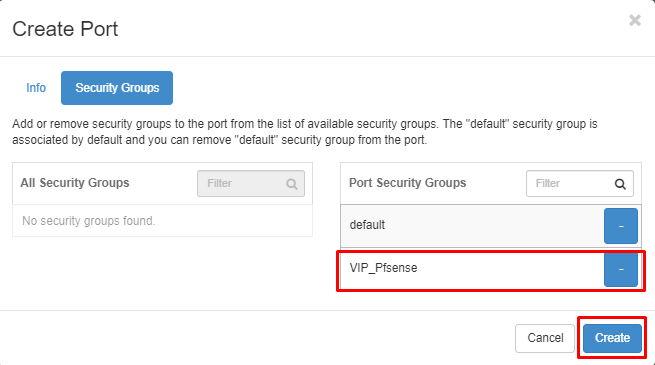 Create Port
×
Info
Security Groups
Add or remove security groups to the port from the list of available security groups. The "default" security group is
associated by default and you can remove "default" security group from the port.
All Security Groups
Filter
No security groups found.
Port Security Groups
Filter
default
-
VIP_Pfsense
-
Cancel
Create